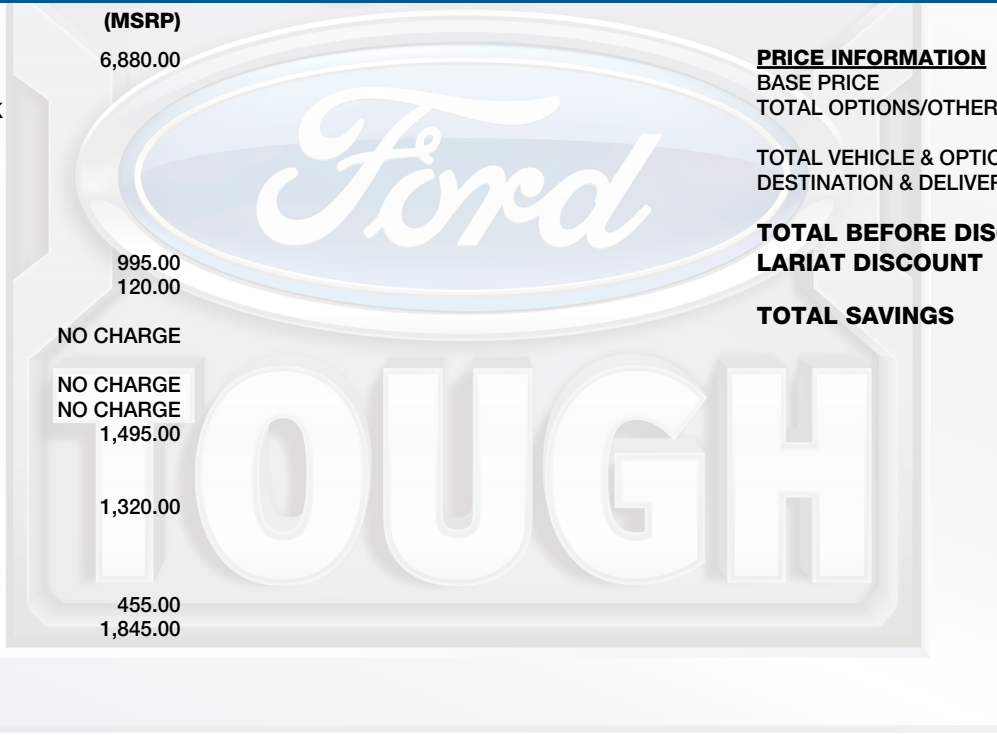 (MSRP)
6,880.00
995.00
120.00
NO CHARGE
NO CHARGE
NO CHARGE
1,495.00
1,320.00
455.00
1,845.00
PRICE INFORMATION
BASE PRICE
TOTAL OPTIONS/OTHER
TOTAL VEHICLE & OPTIO
DESTINATION & DELIVER
TOTAL BEFORE DISC
LARIAT DISCOUNT
TOTAL SAVINGS
Ford
TOUGH